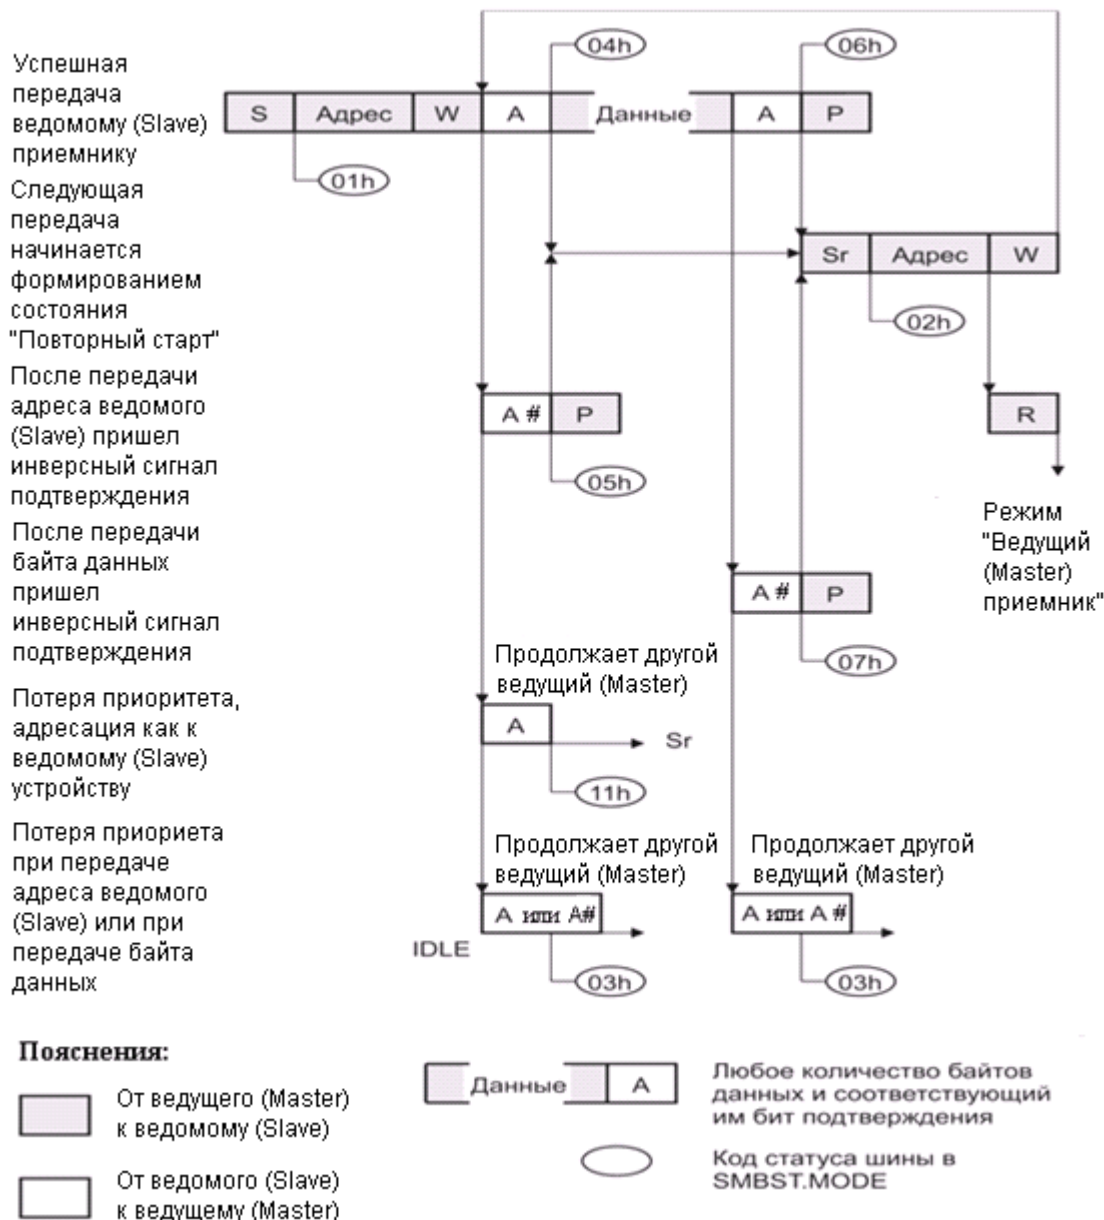 04h
06h
Успешная
передача
ведомому (Slave)
приемнику
S Адрес W A Данные A P
01h
Следующая
передача
начинается
формированием
состояния
"Повторный старт"
Sr Адрес W
02h
После передачи
адреса ведомого
(Slave) пришел
инверсный сигнал
подтверждения
A # P
R
05h
Режим
"Ведущий
(Master)
приемник"
После передачи
байта данных
пришел
инверсный сигнал
подтверждения
A # P
07h
Продолжает другой
ведущий (Master)
Потеря приоритета,
адресация как к
ведомому (Slave)
устройству
A
Sr
11h
Потеря приориета
при передаче
адреса ведомого
(Slave) или при
передаче байта
данных
Продолжает другой
ведущий (Master)
Продолжает другой
ведущий (Master)
A или A#
A или A #
IDLE
03h
03h
Пояснения:
От ведущего (Master)
к ведомому (Slave)
Данные A
Любое количество байтов
данных и соответствующий
им бит подтверждения
От ведомого (Slave)
к ведущему (Master)
Код статуса шины в
SMBST.MODE